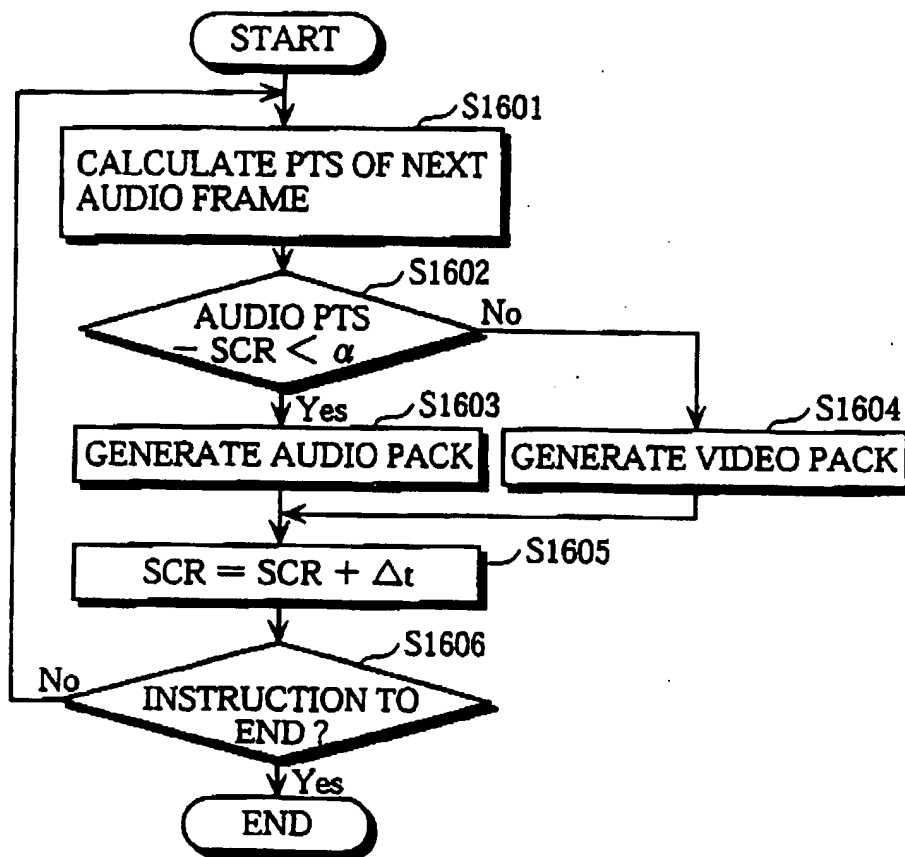 START
S1601
CALCULATE PTS OF NEXT
AUDIO FRAME
S1602
AUDIO PTS
− SCR < α
No
Yes
S1603
GENERATE AUDIO PACK
S1604
GENERATE VIDEO PACK
S1605
SCR = SCR + Δt
S1606
No
INSTRUCTION TO
END ?
Yes
END